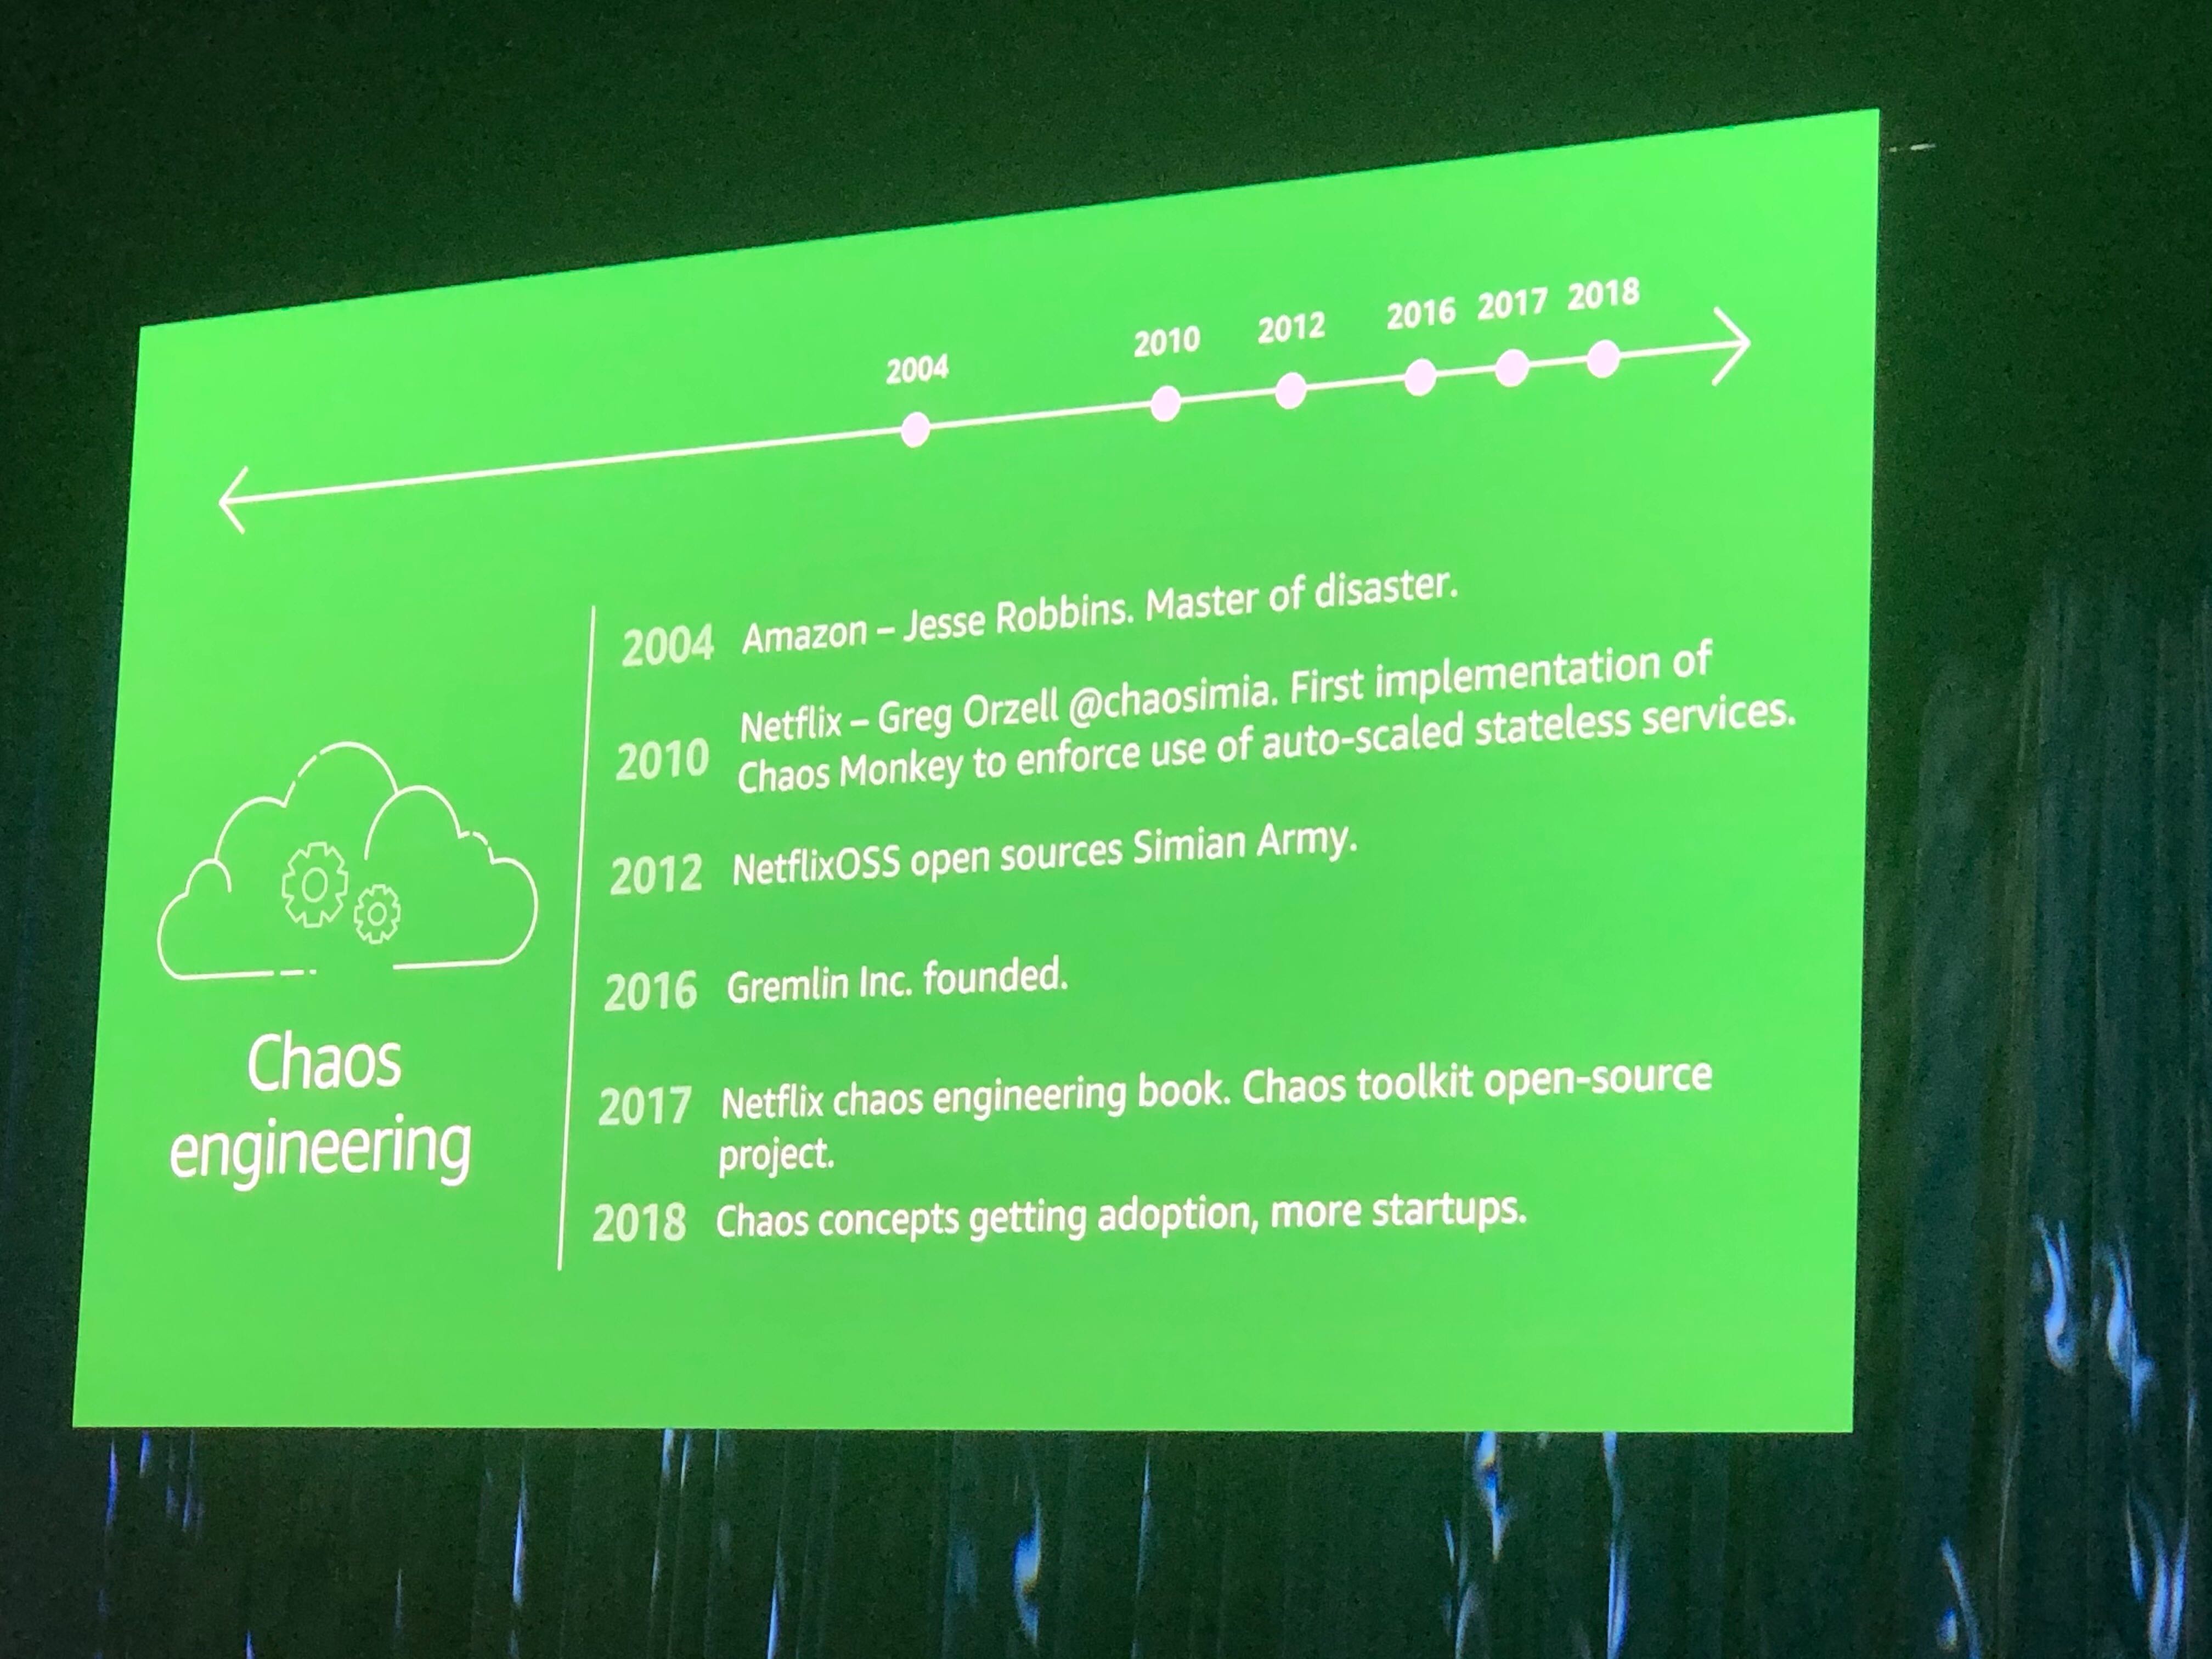 2004
2010
2012
2016
2017
2018
Chaos
engineering
2004 Amazon – Jesse Robbins. Master of disaster.
2010 Netflix – Greg Orzell @chaosimia. First implementation of
Chaos Monkey to enforce use of auto-scaled stateless services.
2012 NetflixOSS open sources Simian Army.
2016 Gremlin Inc. founded.
2017 Netflix chaos engineering book. Chaos toolkit open-source
project.
2018 Chaos concepts getting adoption, more startups.